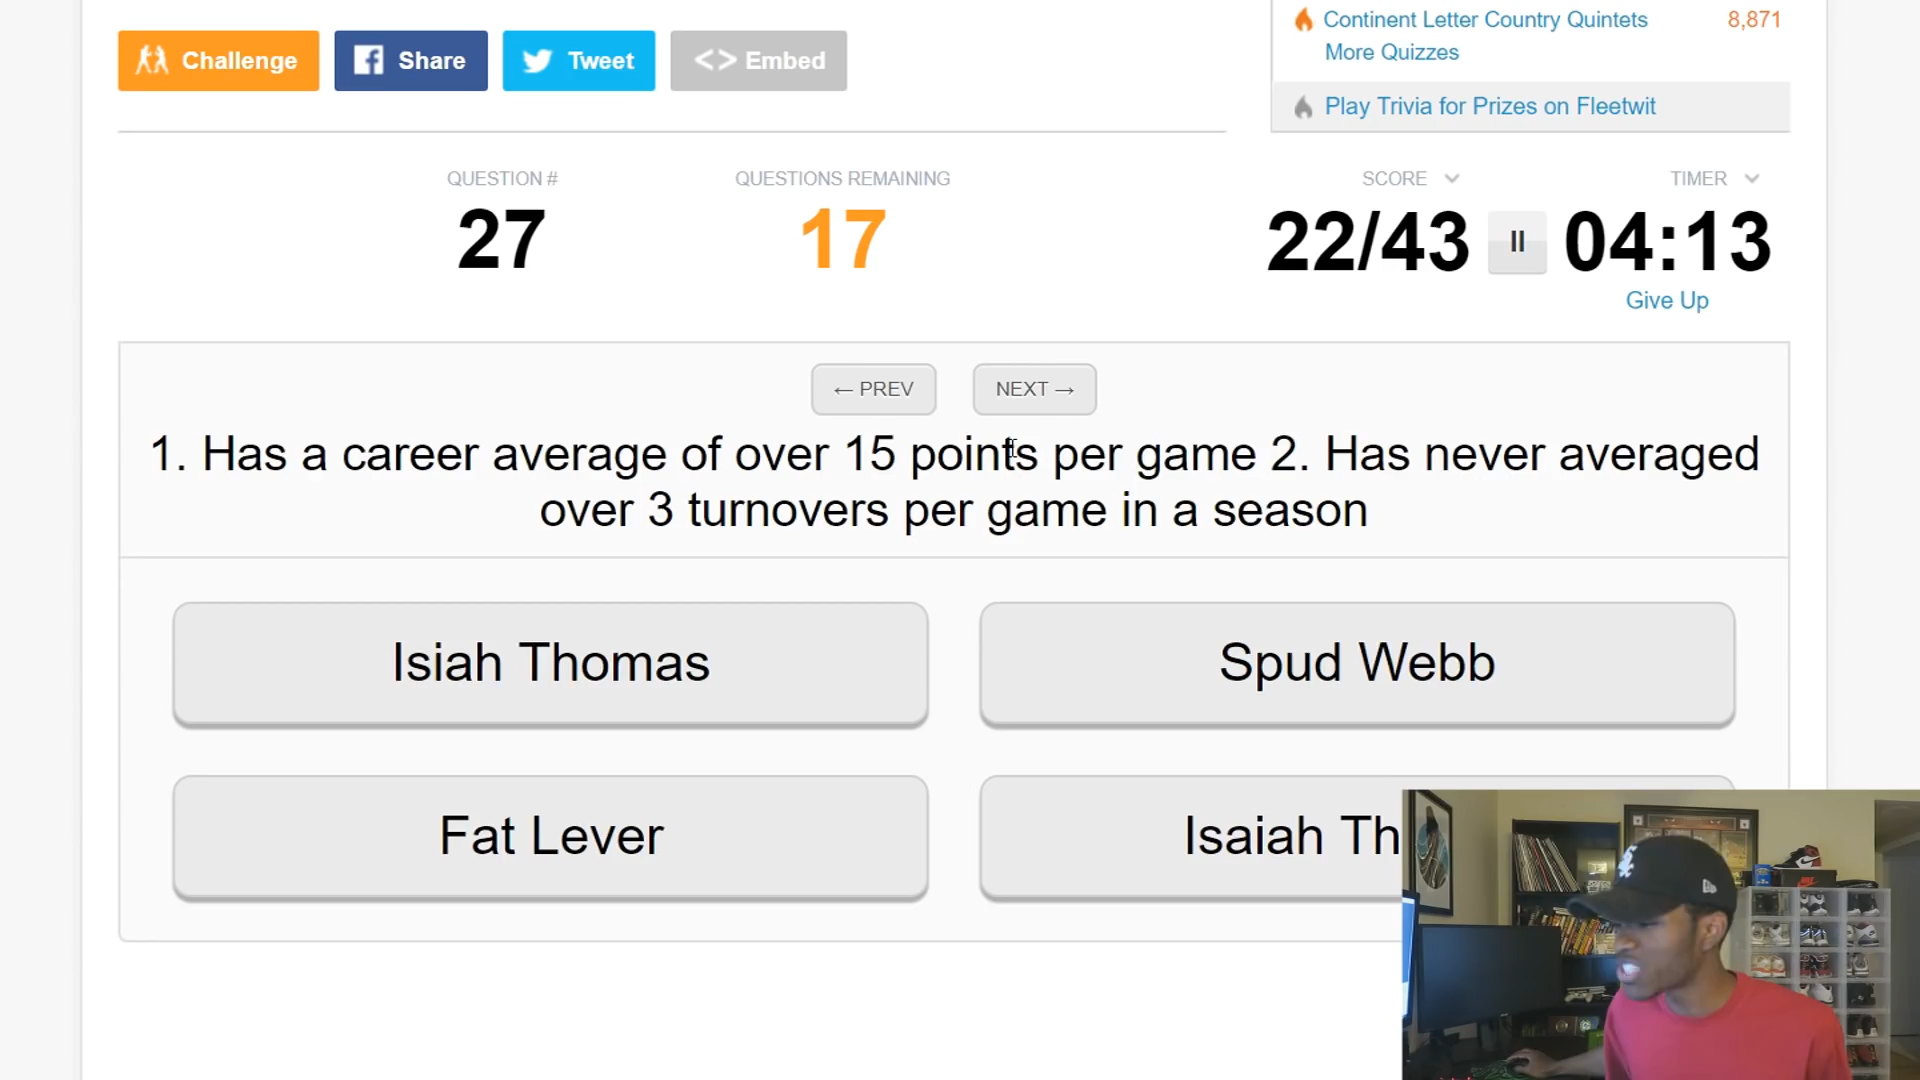 Continent Letter Country Quintets 8,871
More Quizzes
Play Trivia for Prizes on Fleetwit
Challenge
Share
Tweet
<> Embed
QUESTION #
27
QUESTIONS REMAINING
17
SCORE
22/43
TIMER
04:13
Give Up
← PREV
NEXT →
1. Has a career average of over 15 points per game 2. Has never averaged
over 3 turnovers per game in a season
Isiah Thomas
Spud Webb
Fat Lever
Isaiah Th